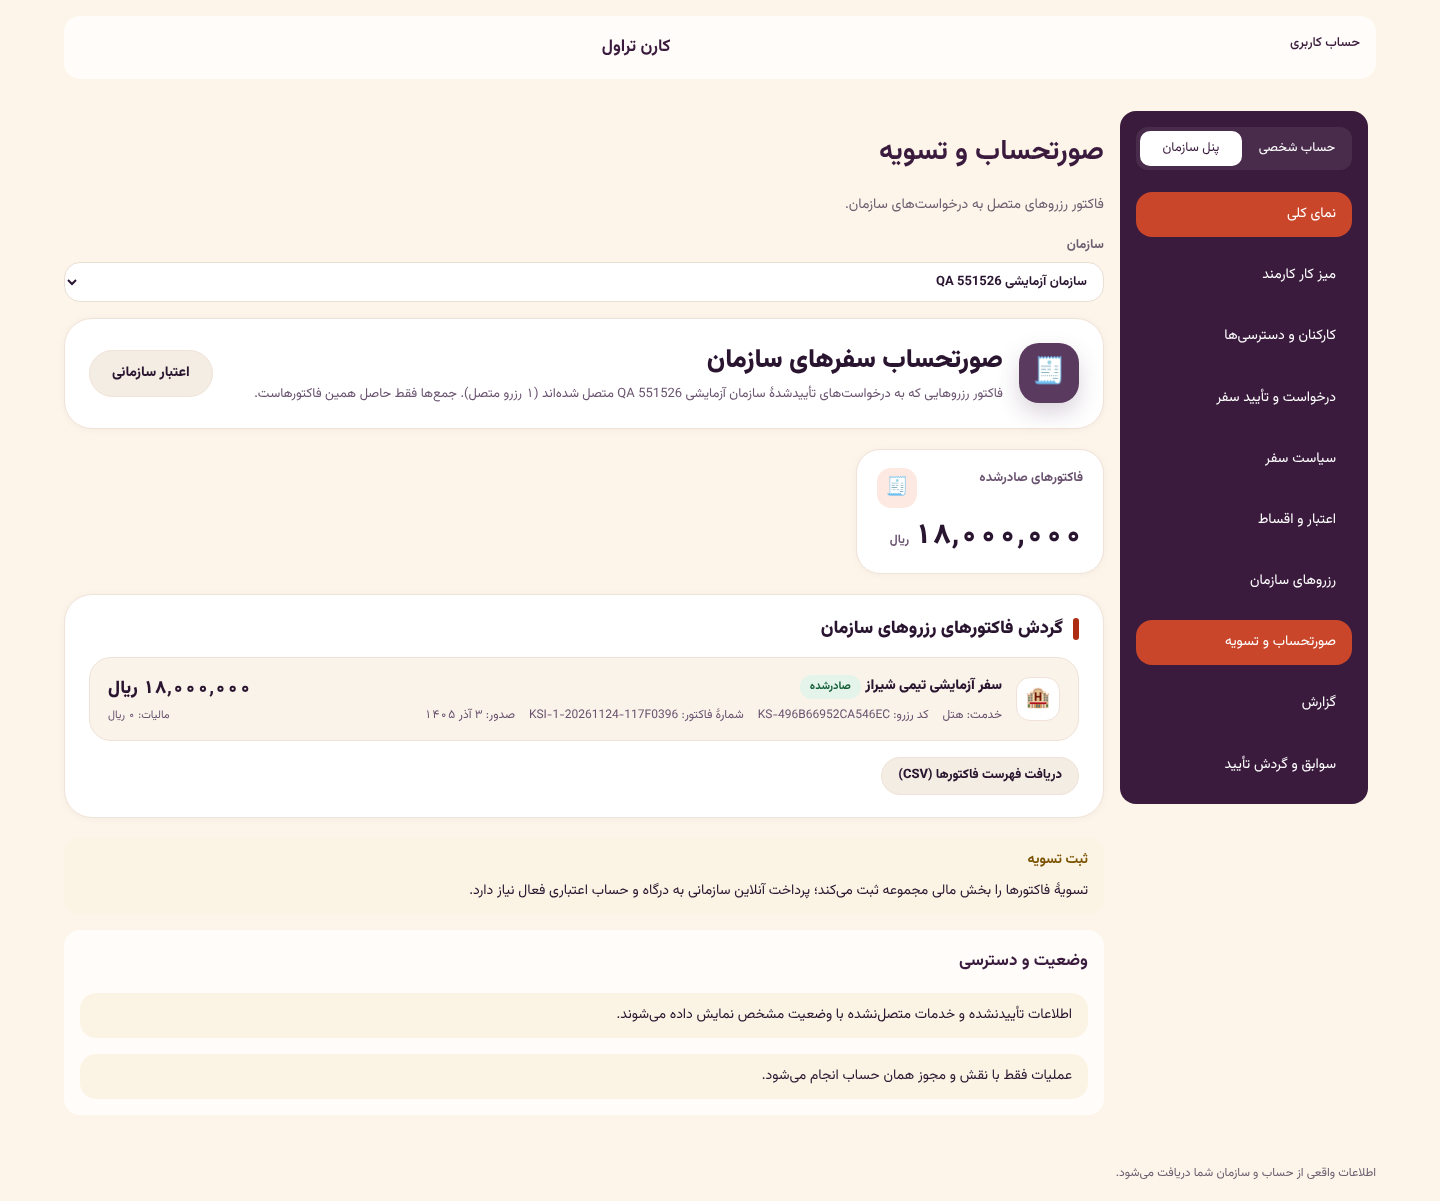 حساب کاربری
کارن تراول
حساب شخصی
پنل سازمان
نمای کلی
میز کار کارمند
کارکنان و دسترسی‌ها
درخواست و تأیید سفر
سیاست سفر
اعتبار و اقساط
رزروهای سازمان
صورتحساب و تسویه
گزارش
سوابق و گردش تأیید
صورتحساب و تسویه
فاکتور رزروهای متصل به درخواست‌های سازمان.
سازمان
سازمان آزمایشی QA 551526
صورتحساب سفرهای سازمان
فاکتور رزروهایی که به درخواست‌های تأییدشدهٔ سازمان آزمایشی QA 551526 متصل شده‌اند (۱ رزرو متصل). جمع‌ها فقط حاصل همین فاکتورهاست.
اعتبار سازمانی
فاکتورهای صادرشده
۱۸,۰۰۰,۰۰۰ ریال
گردش فاکتورهای رزروهای سازمان
سفر آزمایشی تیمی شیراز صادرشده
خدمت: هتل کد رزرو: KS-496B66952CA546EC شمارهٔ فاکتور: KSI-1-20261124-117F0396 صدور: ۳ آذر ۱۴۰۵
۱۸,۰۰۰,۰۰۰ ریال
مالیات: ۰ ریال
دریافت فهرست فاکتورها (CSV)
ثبت تسویه
تسویهٔ فاکتورها را بخش مالی مجموعه ثبت می‌کند؛ پرداخت آنلاین سازمانی به درگاه و حساب اعتباری فعال نیاز دارد.
وضعیت و دسترسی
اطلاعات تأییدنشده و خدمات متصل‌نشده با وضعیت مشخص نمایش داده می‌شوند.
عملیات فقط با نقش و مجوز همان حساب انجام می‌شود.
اطلاعات واقعی از حساب و سازمان شما دریافت می‌شود.